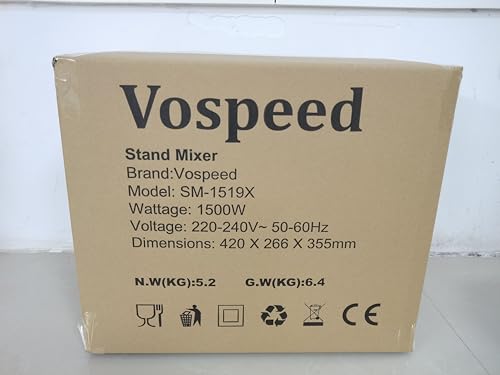 Vospeed
Stand Mixer
Brand:Vospeed
Model: SM-1519X
Wattage: 1500W
Voltage: 220-240V~ 50-60Hz
Dimensions: 420 X 266 X 355mm
N.W(KG):5.2 G.W(KG):6.4
CE